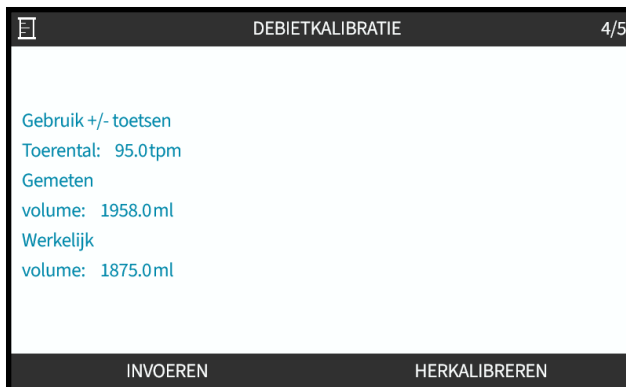 DEBIETKALIBRATIE 4/5
Gebruik +/- toetsen
Toerental: 95.0tpm
Gemeten
volume: 1958.0ml
Werkelijk
volume: 1875.0ml
INVOEREN HERKALIBREREN